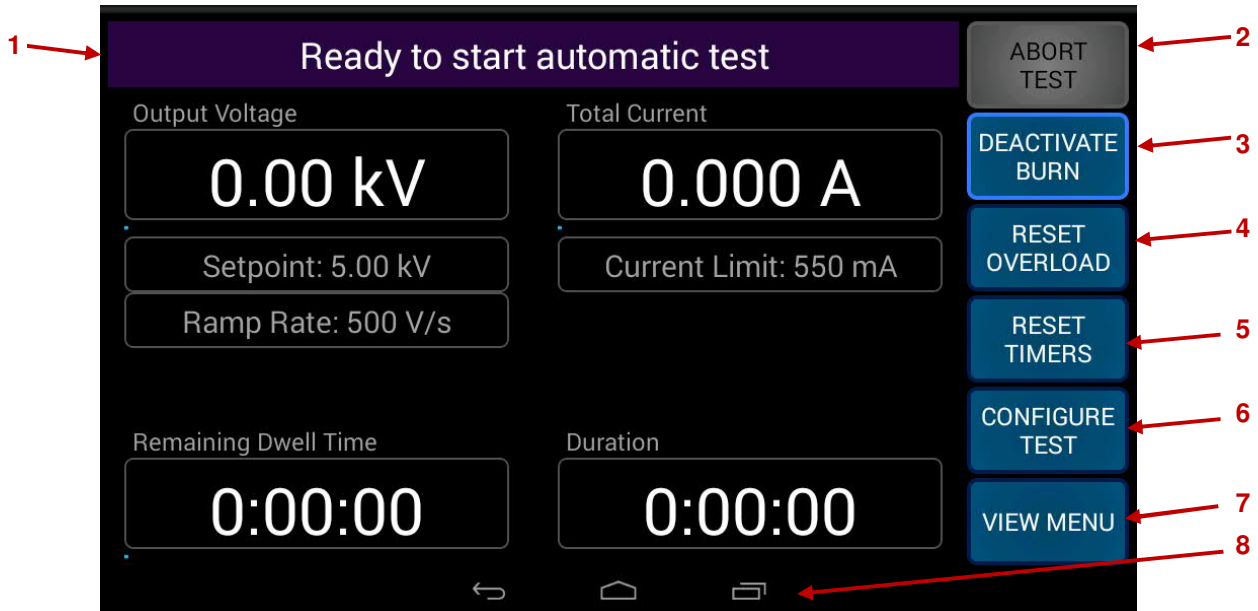 1
Ready to start automatic test
ABORT
TEST
2
Output Voltage
Total Current
0.00 kV
0.000 A
DEACTIVATE
BURN
3
Setpoint: 5.00 kV
Current Limit: 550 mA
RESET
OVERLOAD
4
Ramp Rate: 500 V/s
RESET
TIMERS
5
CONFIGURE
TEST
6
Remaining Dwell Time
Duration
0:00:00
0:00:00
VIEW MENU
7
8